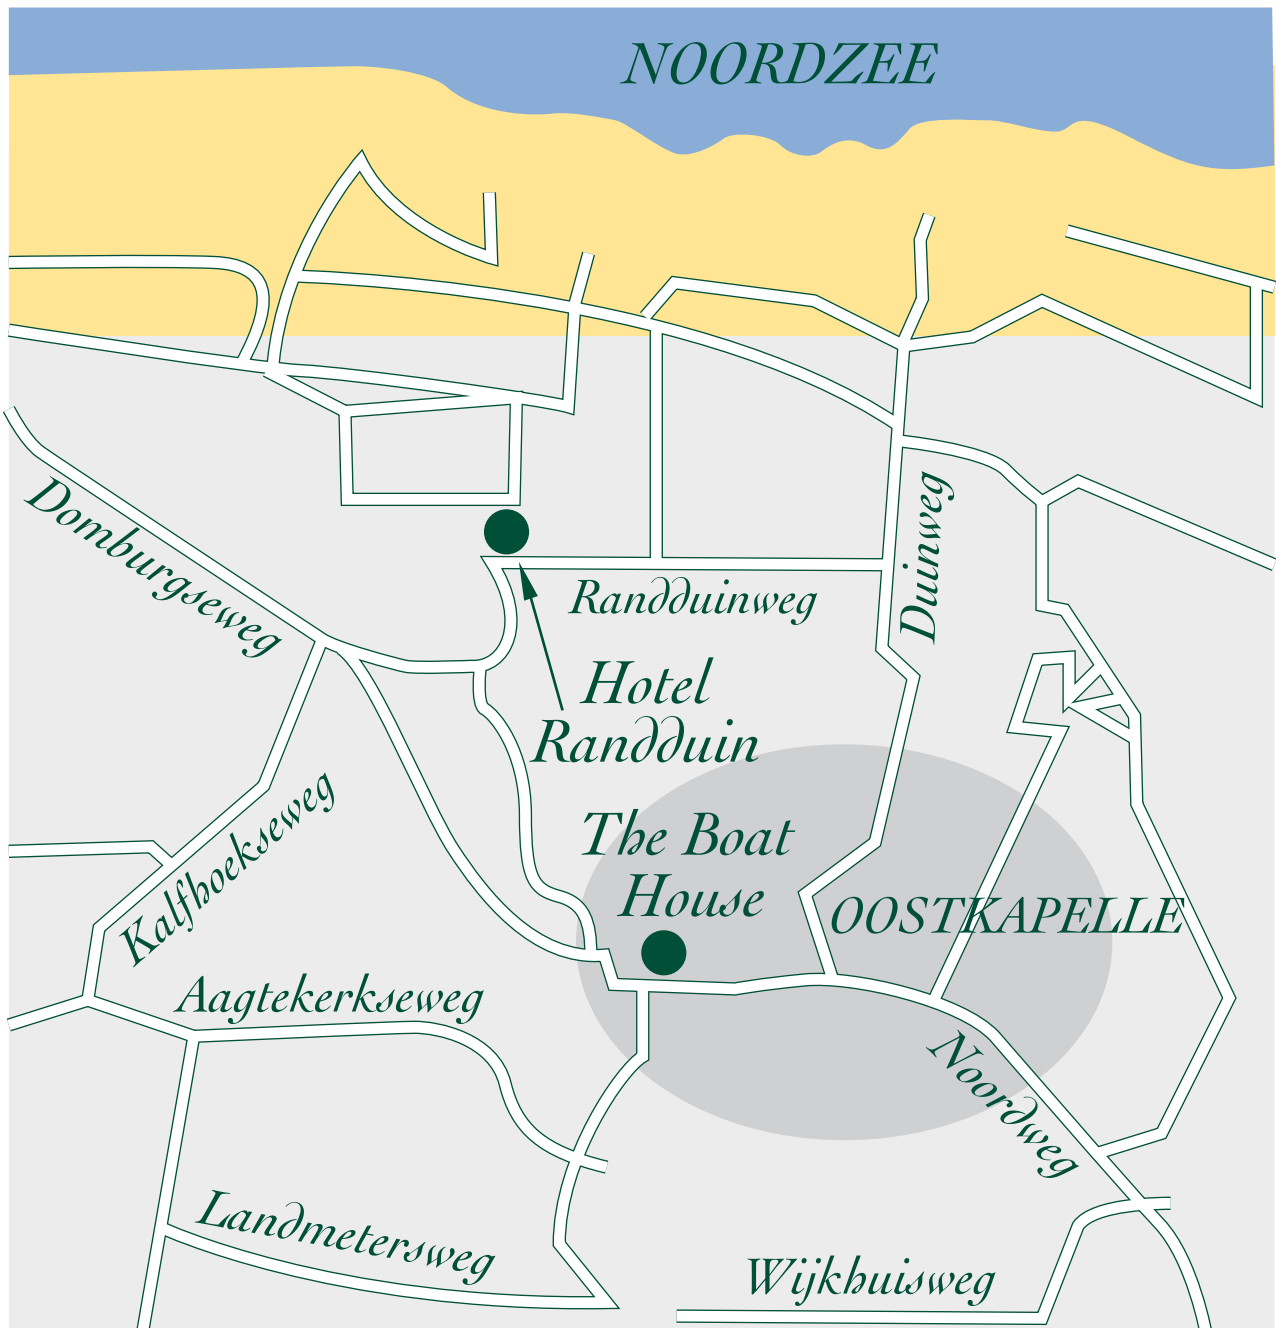 NOORDZEE
Domburgseweg
Duinweg
Randduinweg
Hotel
Randduin
The Boat
House
OOSTKAPELLE
Kalfhoekseweg
Aagtekerkseweg
Noordweg
Landmetersweg
Wijkhuisweg